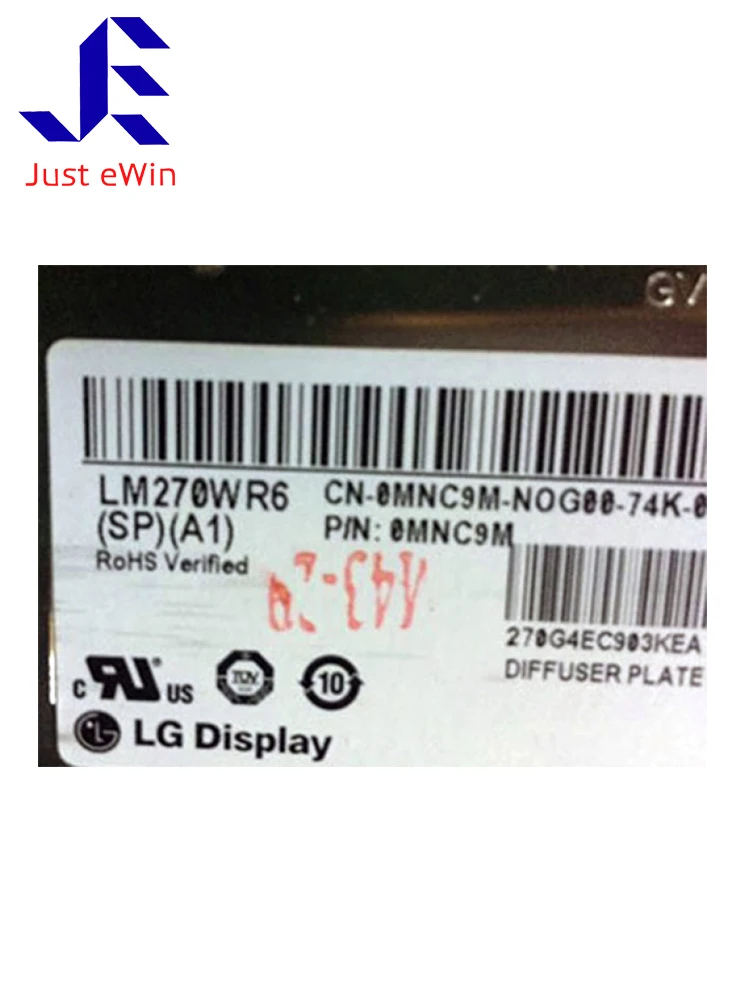 Just eWin
GV
LM270WR6
(SP)(A1)
RoHS Verified
CN-0MNC9M-NOG00-74K-0
P/N: 0MNC9M
270G4EC903KEA
DIFFUSER PLATE
c US
TÜV
10
LG Display